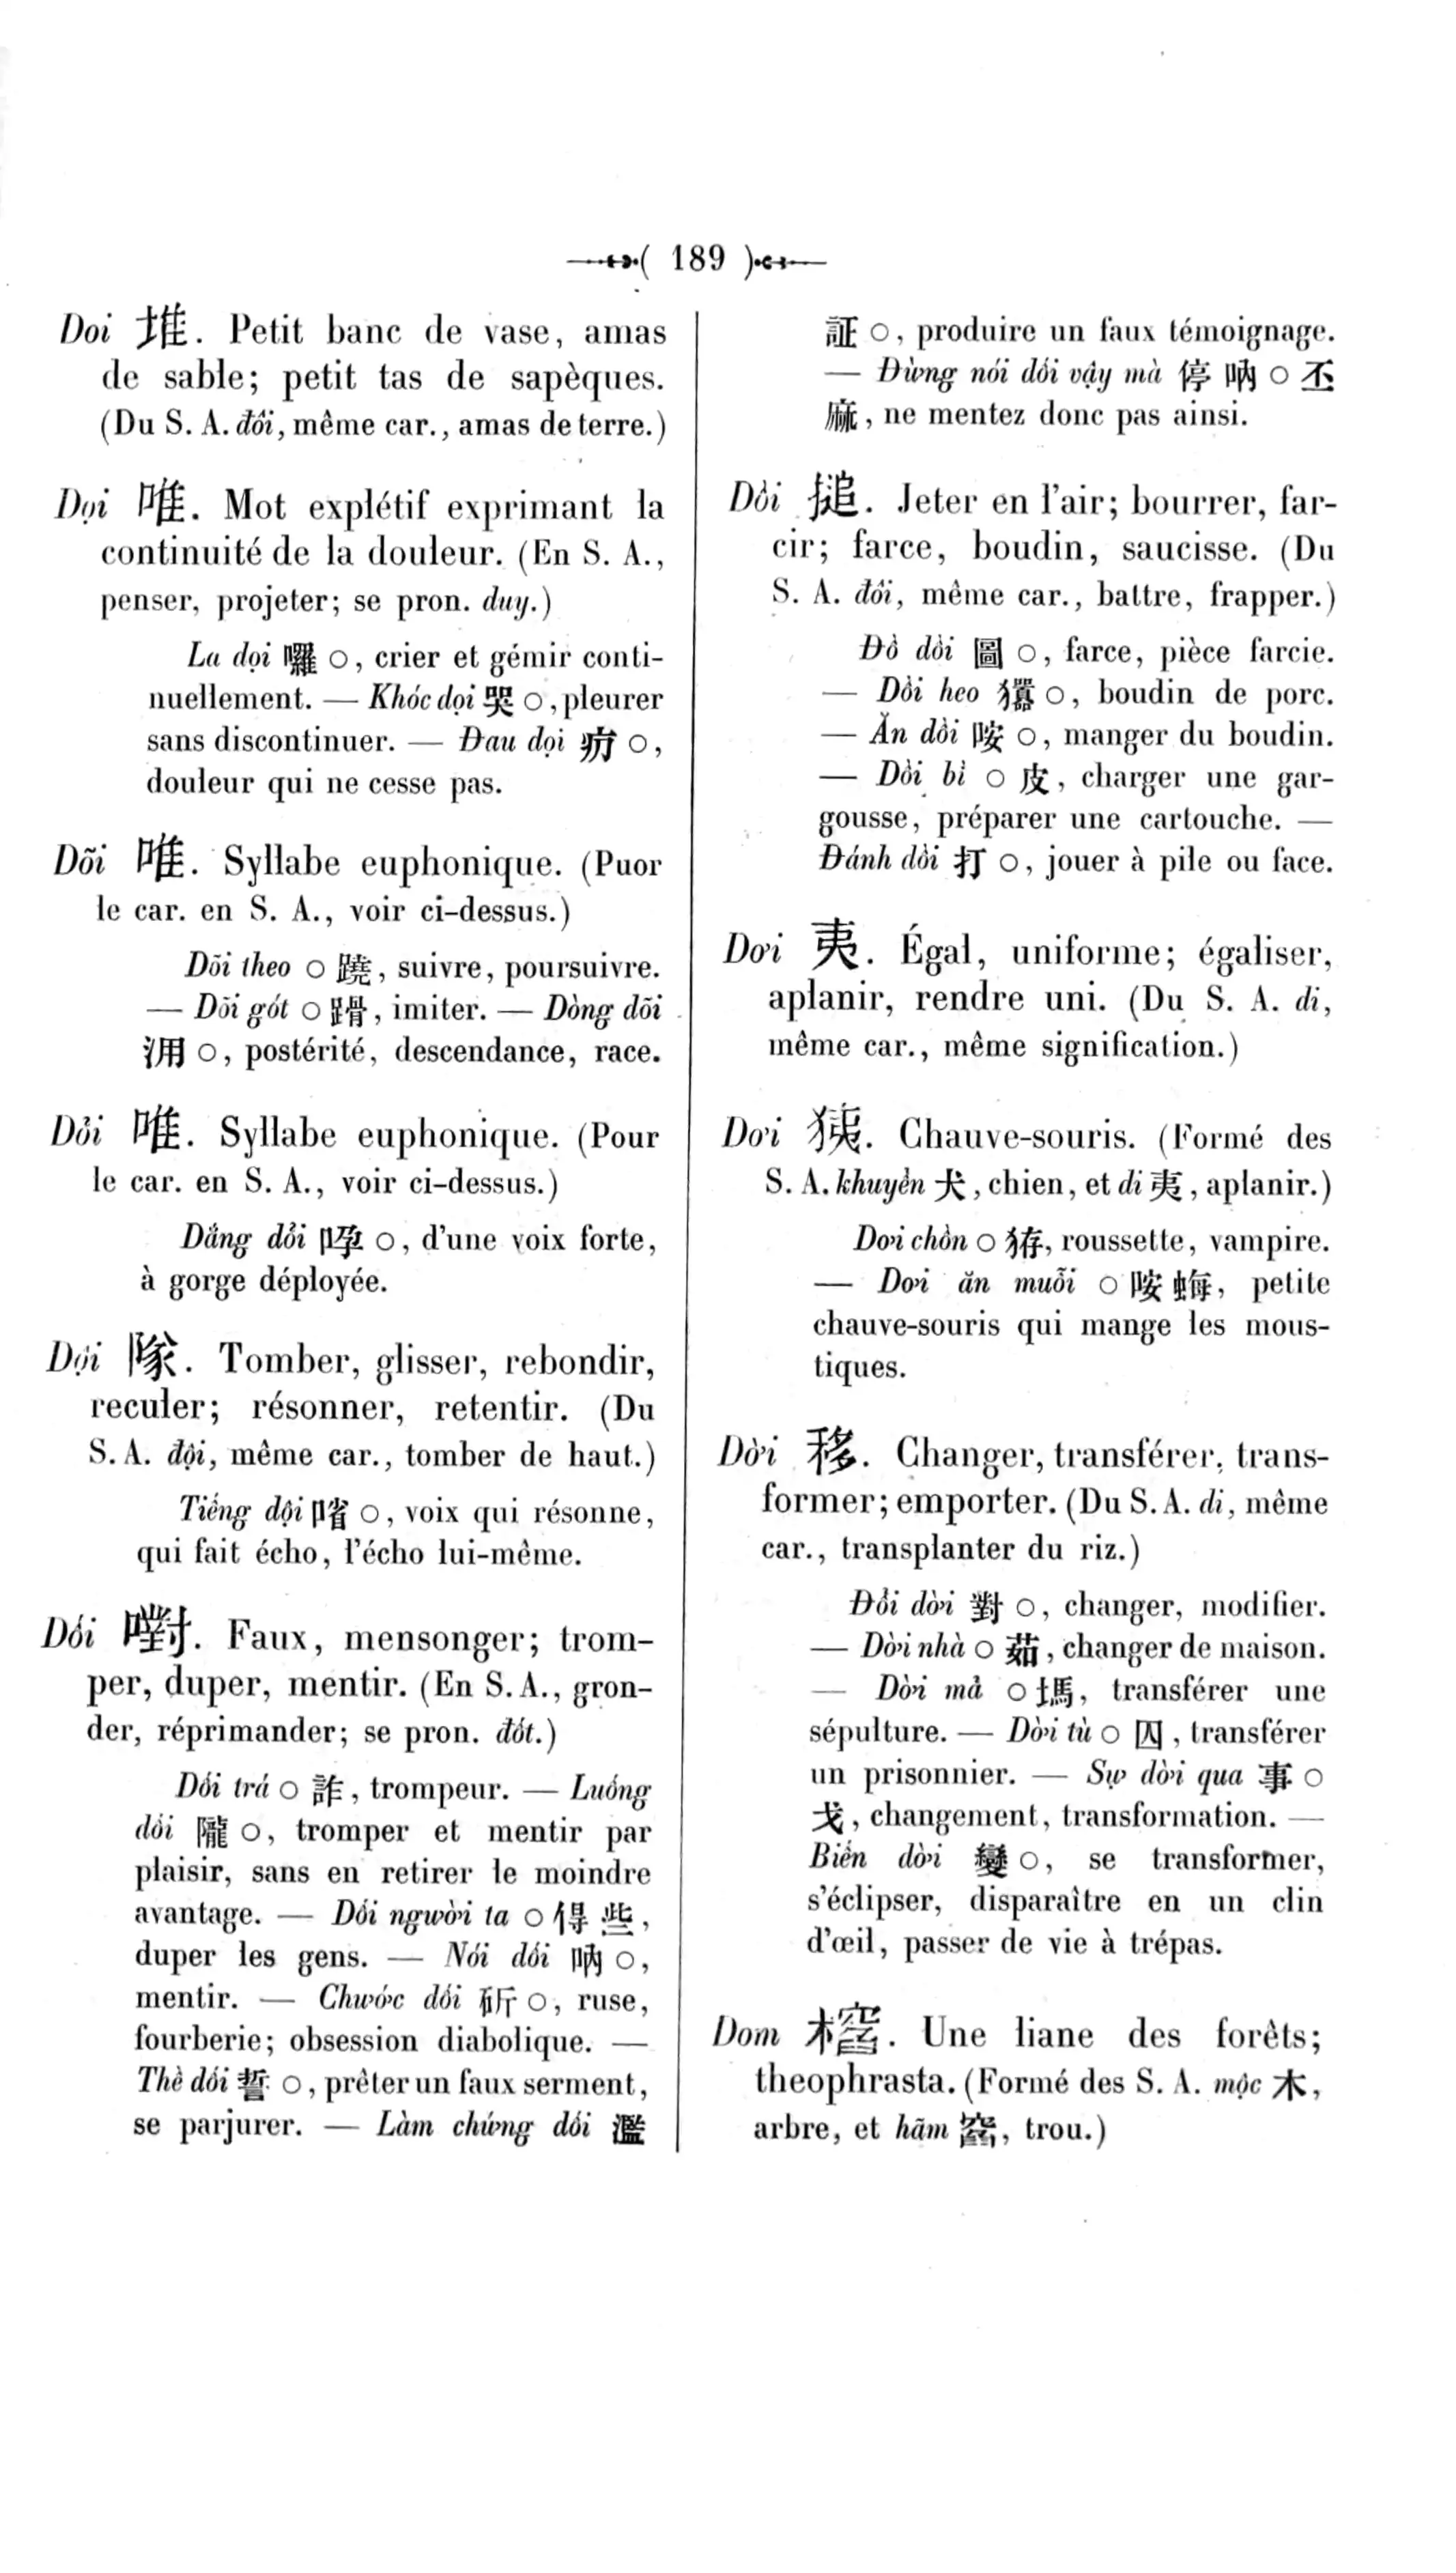 ( 189 )
Doi 堆. Petit banc de vase, amas
de sable; petit tas de sapèques.
(Du S. A. đôi, même car., amas de terre.)
Dọi 唯. Mot explétif exprimant la
continuité de la douleur. (En S. A.,
penser, projeter; se pron. duy.)
La dọi 囉 ○, crier et gémir conti-
nuellement. — Khóc dọi 哭 ○, pleurer
sans discontinuer. — Đau dọi 疠 ○,
douleur qui ne cesse pas.
Dõi 唯. Syllabe euphonique. (Puor
le car. en S. A., voir ci-dessus.)
Dõi theo ○ 蹺, suivre, poursuivre.
— Dõi gót ○ 䠇, imiter. — Dòng dõi
㳥 ○, postérité, descendance, race.
Dỏi 唯. Syllabe euphonique. (Pour
le car. en S. A., voir ci-dessus.)
Dắng dỏi 𠯋 ○, d'une voix forte,
à gorge déployée.
Dội 隊. Tomber, glisser, rebondir,
reculer; résonner, retentir. (Du
S. A. đội, même car., tomber de haut.)
Tiếng dội 㗂 ○, voix qui résonne,
qui fait écho, l'écho lui-même.
Dối 嚉. Faux, mensonger; trom-
per, duper, mentir. (En S. A., gron-
der, réprimander; se pron. đốt.)
Dối trá ○ 詐, trompeur. — Luống
dối 隴 ○, tromper et mentir par
plaisir, sans en retirer le moindre
avantage. — Dối người ta ○ 得 些,
duper les gens. — Nói dối 吶 ○,
mentir. — Chước dối 斫 ○, ruse,
fourberie; obsession diabolique. —
Thề dối 誓 ○, prêter un faux serment,
se parjurer. — Làm chứng dối 濫
証 ○, produire un faux témoignage.
— Đừng nói dối vậy mà 停 吶 ○ 丕
麻, ne mentez donc pas ainsi.
Dồi 搥. Jeter en l'air; bourrer, far-
cir; farce, boudin, saucisse. (Du
S. A. đôi, même car., battre, frapper.)
Đồ dồi 圖 ○, farce, pièce farcie.
— Dồi heo 獢 ○, boudin de porc.
— Ăn dồi 咹 ○, manger du boudin.
— Dồi bì ○ 皮, charger une gar-
gousse, préparer une cartouche. —
Đánh dồi 打 ○, jouer à pile ou face.
Dơi 夷. Égal, uniforme; égaliser,
aplanir, rendre uni. (Du S. A. di,
même car., même signification.)
Dơi 𤟛. Chauve-souris. (Formé des
S. A. khuyển 犬, chien, et di 夷, aplanir.)
Dơi chồn ○ 㹳, roussette, vampire.
— Dơi ăn muỗi ○ 咹 𧋟, petite
chauve-souris qui mange les mous-
tiques.
Dời 移. Changer, transférer, trans-
former; emporter. (Du S. A. di, même
car., transplanter du riz.)
Đổi dời 對 ○, changer, modifier.
— Dời nhà ○ 茹, changer de maison.
— Dời mả ○ 塢, transférer une
sépulture. — Dời tù ○ 囚, transférer
un prisonnier. — Sự dời qua 事 ○
戈, changement, transformation. —
Biến dời 變 ○, se transformer,
s'éclipser, disparaître en un clin
d'œil, passer de vie à trépas.
Dom. Une liane des forêts;
theophrasta. (Formé des S. A. mộc 木,
arbre, et hãm, trou.)